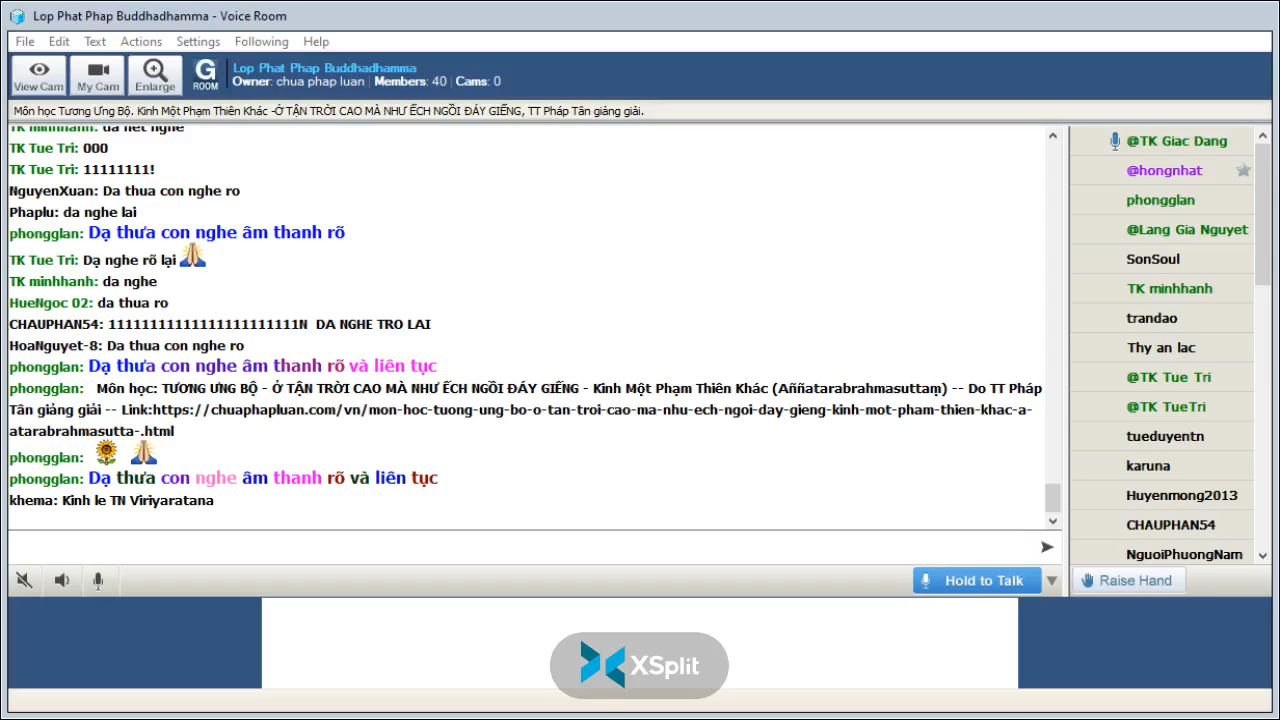 Lop Phat Phap Buddhadhamma - Voice Room
File Edit Text Actions Settings Following Help
View Cam My Cam Enlarge G ROOM
Lop Phat Phap Buddhadhamma
Owner: chua phap luan | Members: 40 | Cams: 0
Môn học Tương Ưng Bộ. Kinh Một Phạm Thiên Khác -Ở TẬN TRỜI CAO MÀ NHƯ ẾCH NGỒI ĐÁY GIẾNG, TT Pháp Tân giảng giải.
TK minhhanh: da het nghe
TK Tue Tri: 000
TK Tue Tri: 11111111!
NguyenXuan: Da thua con nghe ro
Phaplu: da nghe lai
phongglan: Dạ thưa con nghe âm thanh rõ
TK Tue Tri: Dạ nghe rõ lại
TK minhhanh: da nghe
HueNgoc 02: da thua ro
CHAUPHAN54: 11111111111111111111111N DA NGHE TRO LAI
HoaNguyet-8: Da thua con nghe ro
phongglan: Dạ thưa con nghe âm thanh rõ và liên tục
phongglan: Môn học: TƯƠNG ƯNG BỘ - Ở TẬN TRỜI CAO MÀ NHƯ ẾCH NGỒI ĐÁY GIẾNG - Kinh Một Phạm Thiên Khác (Aññatarabrahmasuttaṃ) -- Do TT Pháp
Tân giảng giải -- Link:https://chuaphapluan.com/vn/mon-hoc-tuong-ung-bo-o-tan-troi-cao-ma-nhu-ech-ngoi-day-gieng-kinh-mot-pham-thien-khac-a-
atarabrahmasutta-.html
phongglan:
phongglan: Dạ thưa con nghe âm thanh rõ và liên tục
khema: Kinh le TN Viriyaratana
@TK Giac Dang
@hongnhat
phongglan
@Lang Gia Nguyet
SonSoul
TK minhhanh
trandao
Thy an lac
@TK Tue Tri
@TK TueTri
tueduyentn
karuna
Huyenmong2013
CHAUPHAN54
NguoiPhuongNam
Hold to Talk
Raise Hand
XSplit